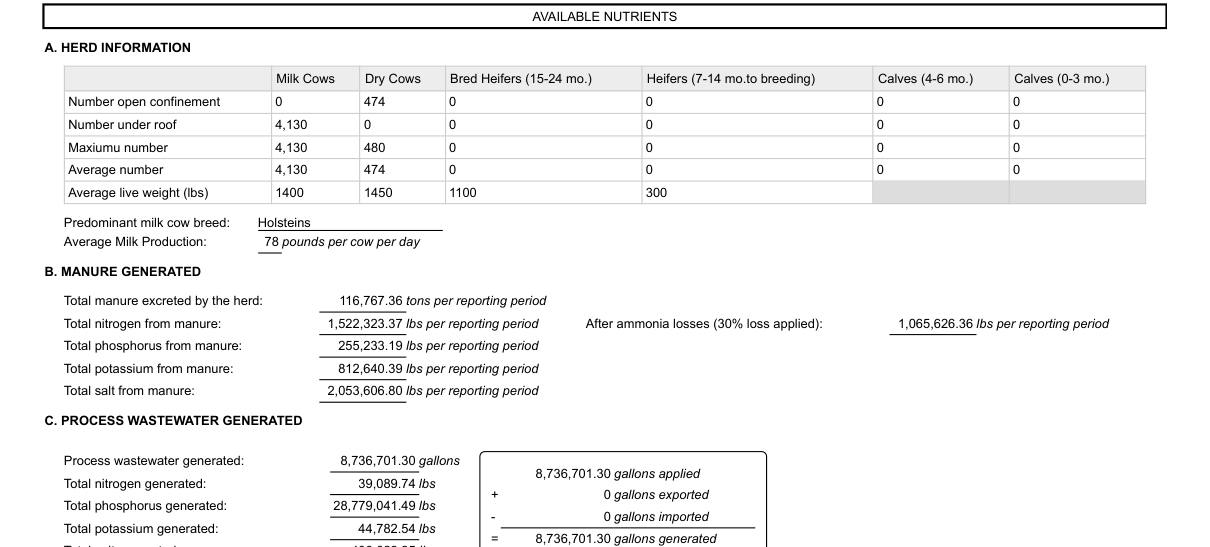 AVAILABLE NUTRIENTS
A. HERD INFORMATION
Milk Cows Dry Cows Bred Heifers (15-24 mo.) Heifers (7-14 mo.to breeding) Calves (4-6 mo.) Calves (0-3 mo.)
Number open confinement 0 474 0 0 0 0
Number under roof 4,130 0 0 0 0 0
Maxiumu number 4,130 480 0 0 0 0
Average number 4,130 474 0 0 0 0
Average live weight (lbs) 1400 1450 1100 300
Predominant milk cow breed: Holsteins
Average Milk Production: 78 pounds per cow per day
B. MANURE GENERATED
Total manure excreted by the herd: 116,767.36 tons per reporting period
Total nitrogen from manure: 1,522,323.37 lbs per reporting period After ammonia losses (30% loss applied): 1,065,626.36 lbs per reporting period
Total phosphorus from manure: 255,233.19 lbs per reporting period
Total potassium from manure: 812,640.39 lbs per reporting period
Total salt from manure: 2,053,606.80 lbs per reporting period
C. PROCESS WASTEWATER GENERATED
Process wastewater generated: 8,736,701.30 gallons
8,736,701.30 gallons applied
Total nitrogen generated: 39,089.74 lbs
+ 0 gallons exported
Total phosphorus generated: 28,779,041.49 lbs
- 0 gallons imported
Total potassium generated: 44,782.54 lbs
= 8,736,701.30 gallons generated